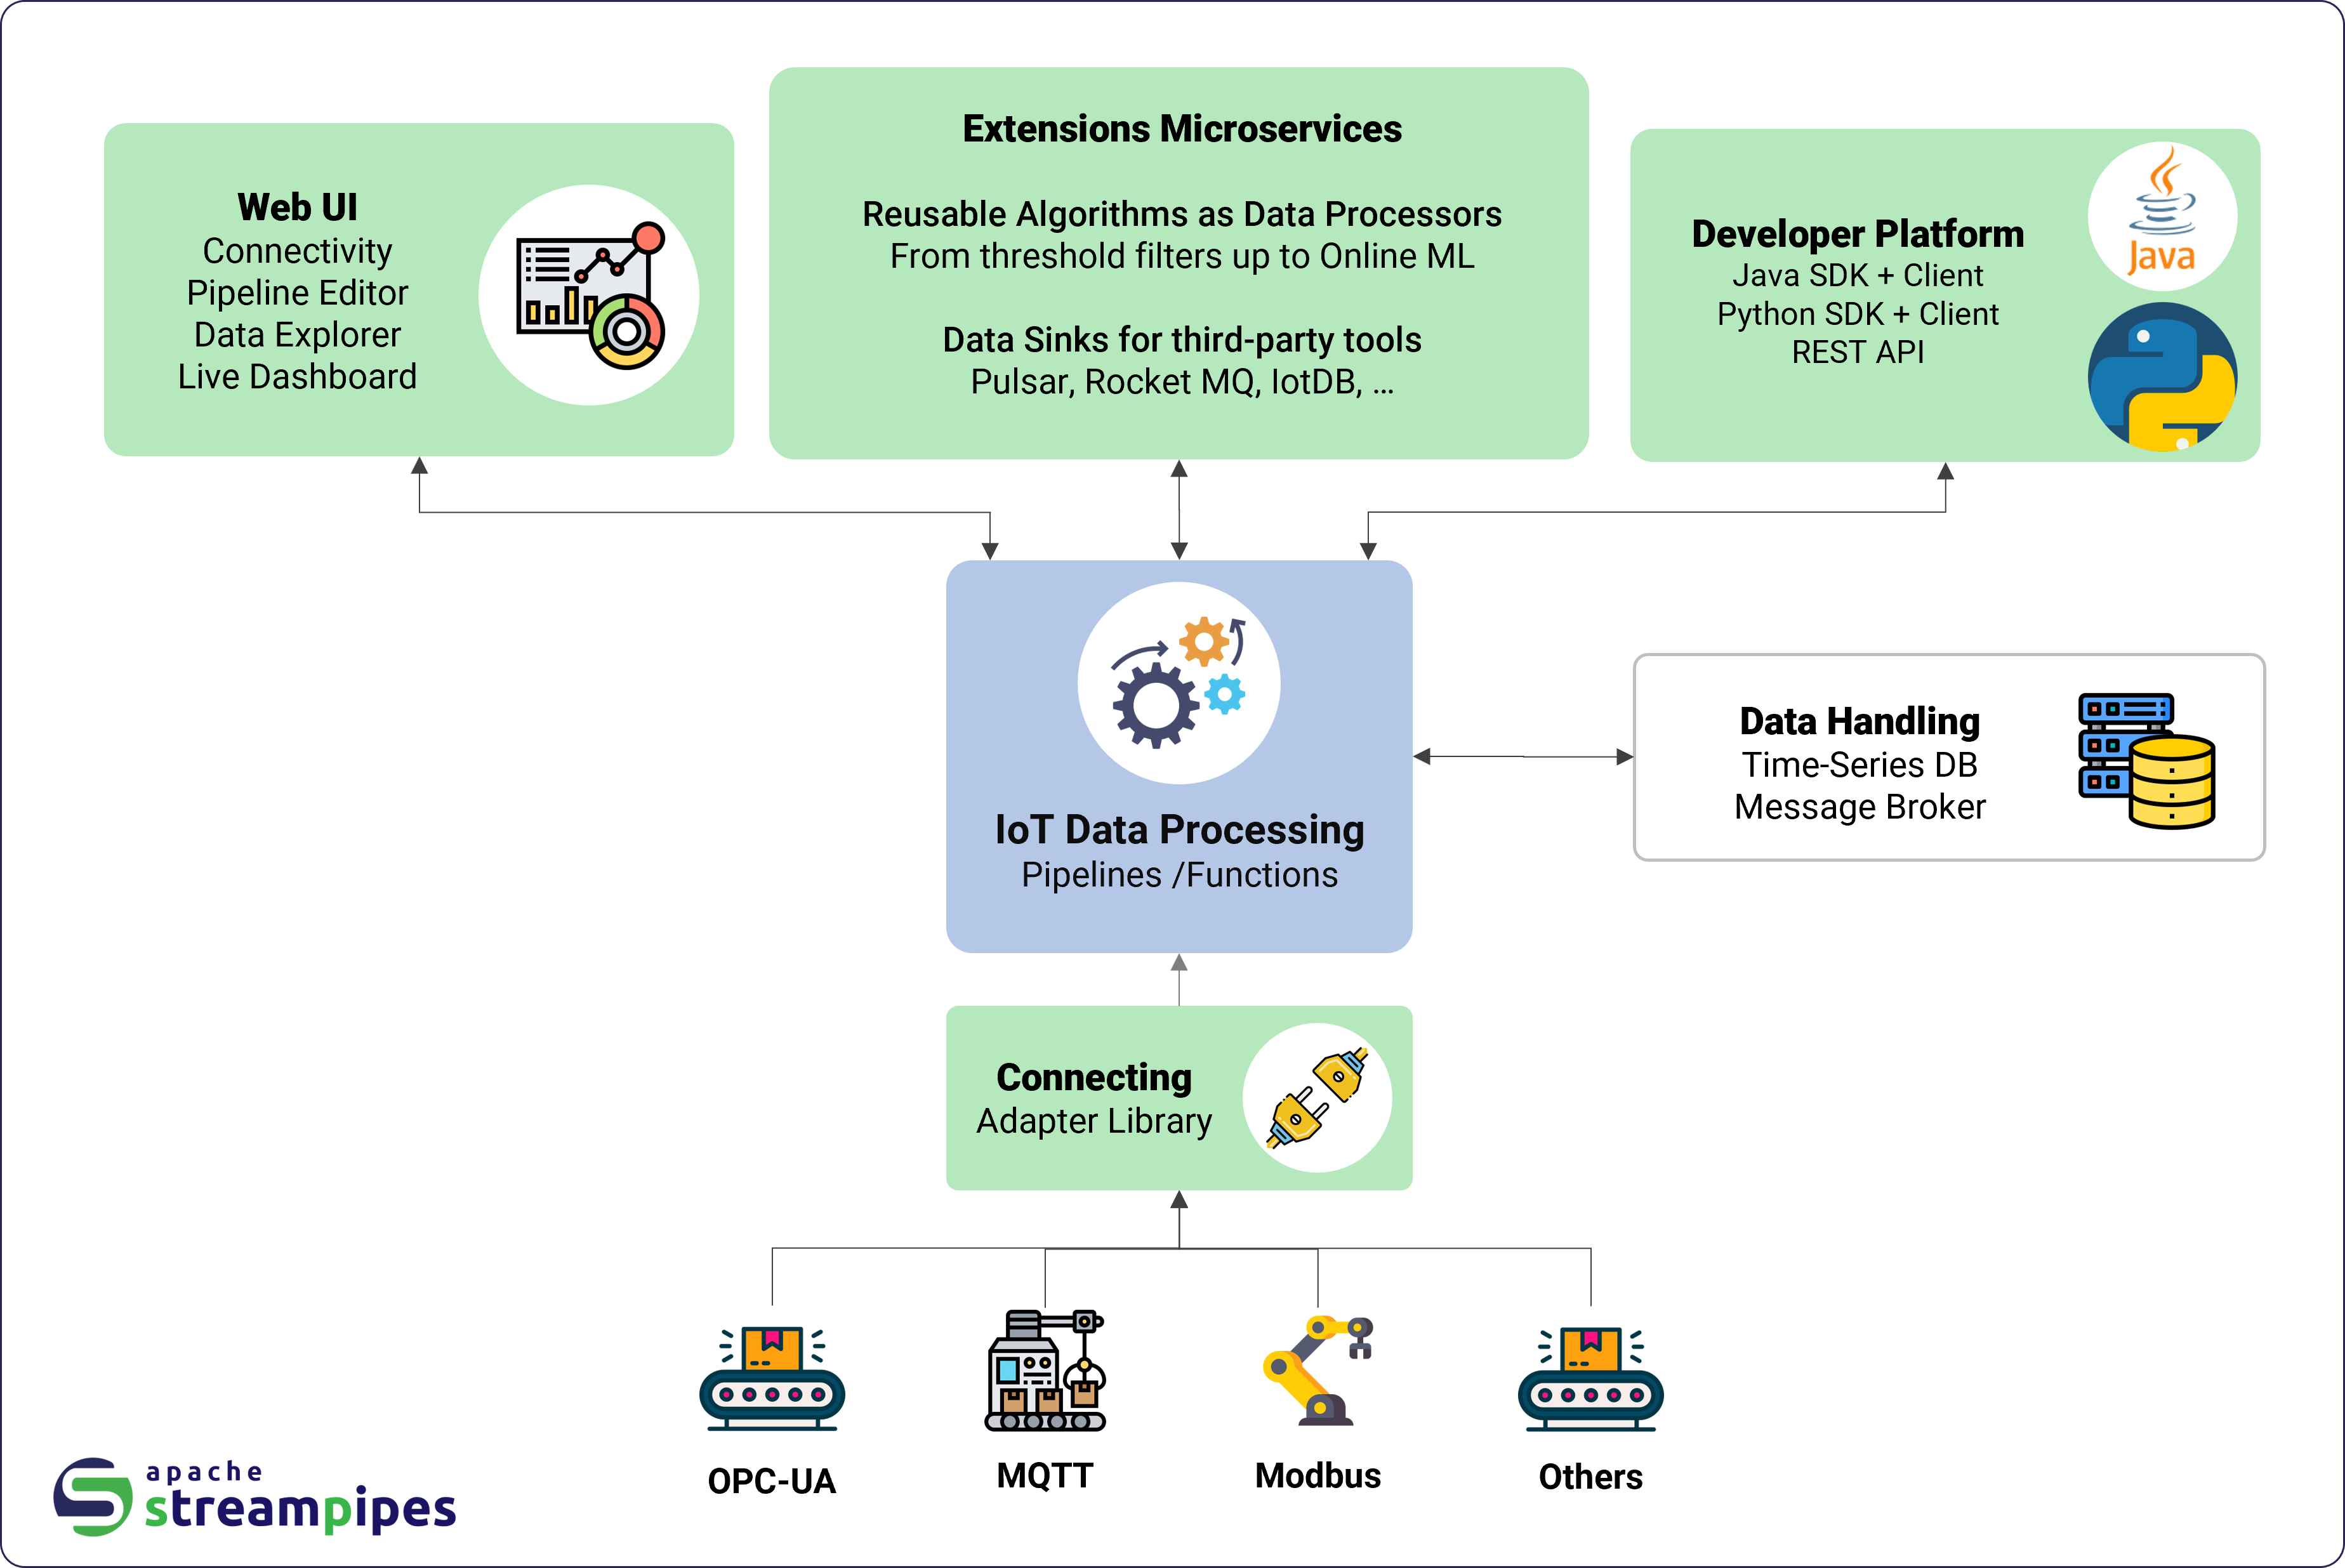 Extensions Microservices
Reusable Algorithms as Data Processors
From threshold filters up to Online ML
Data Sinks for third-party tools
Pulsar, Rocket MQ, IotDB, ...
Web UI
Connectivity
Pipeline Editor
Data Explorer
Live Dashboard
Developer Platform
Java SDK + Client
Python SDK + Client
REST API
Java
IoT Data Processing
Pipelines /Functions
Data Handling
Time-Series DB
Message Broker
Connecting
Adapter Library
OPC-UA
MQTT
Modbus
Others
apache
streampipes